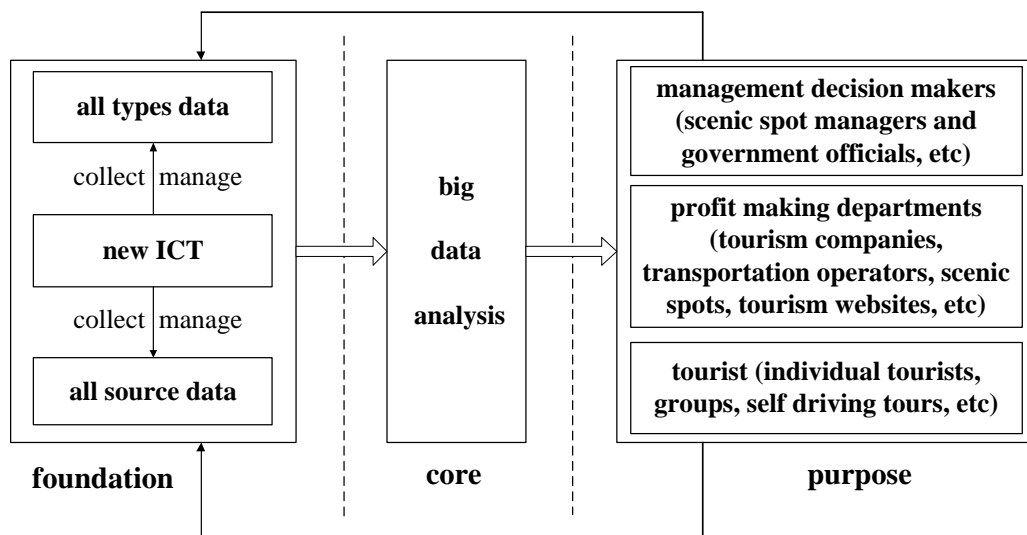 all types data
collect manage
new ICT
collect manage
all source data
foundation
big
data
analysis
core
management decision makers
(scenic spot managers and
government officials, etc)
profit making departments
(tourism companies,
transportation operators, scenic
spots, tourism websites, etc)
tourist (individual tourists,
groups, self driving tours, etc)
purpose